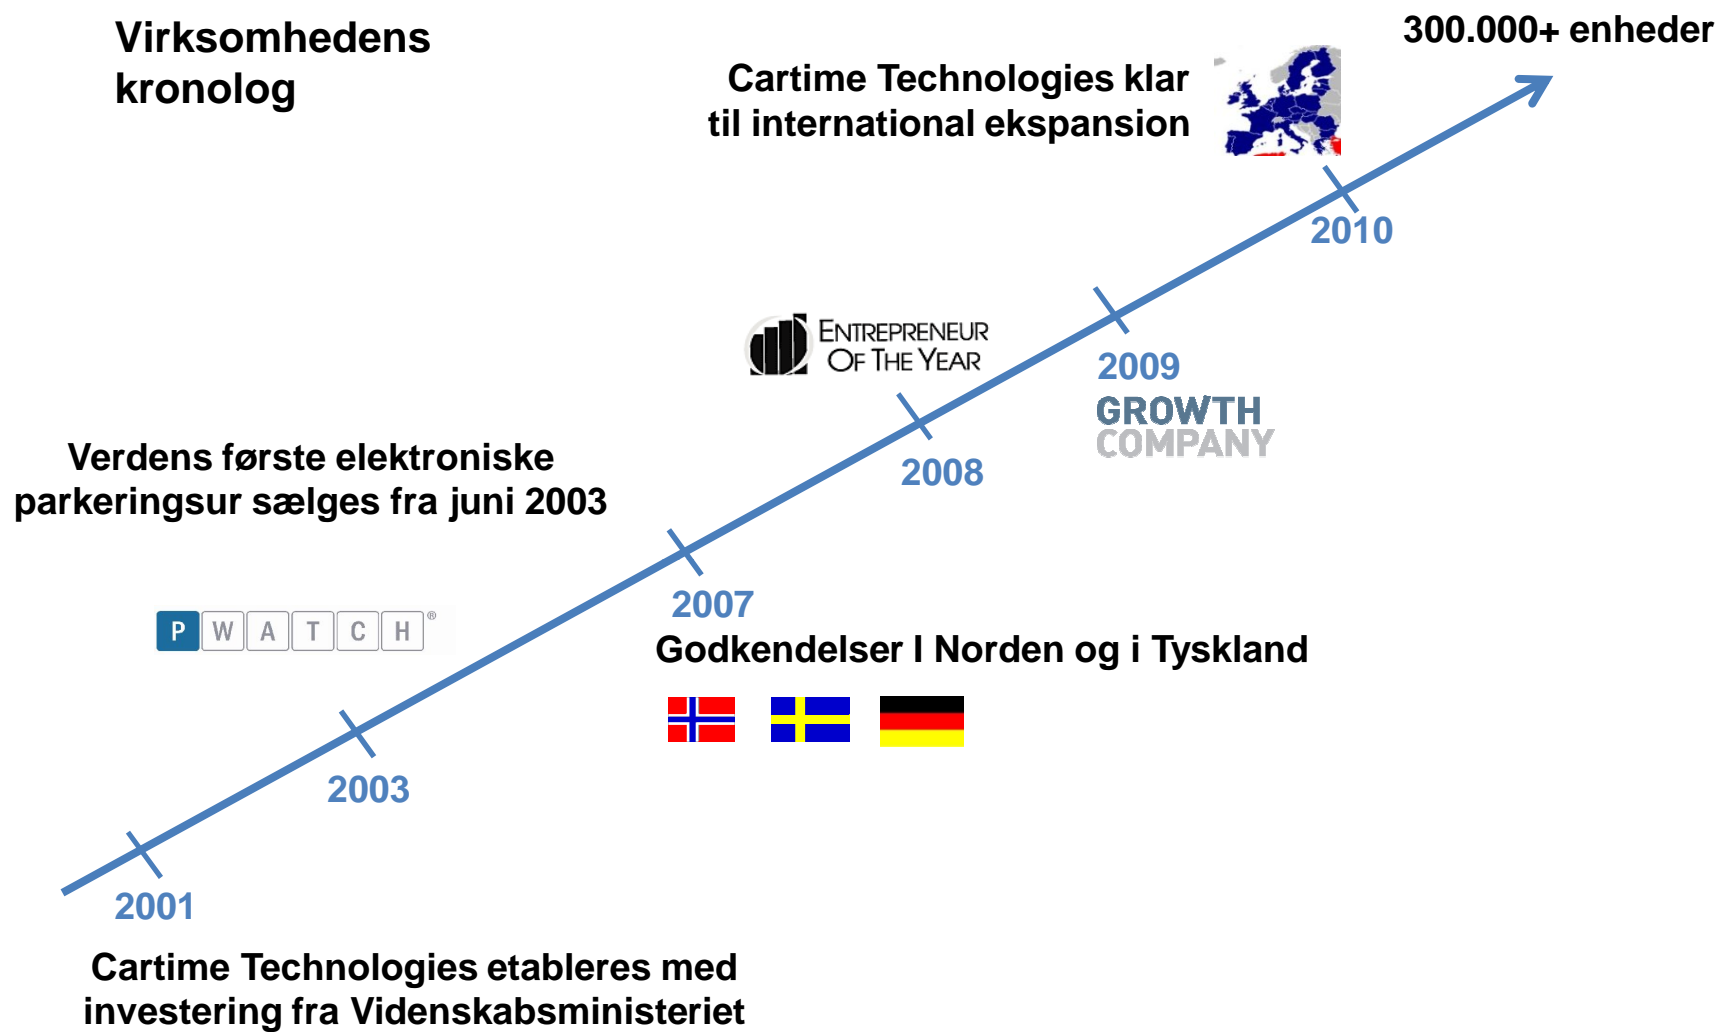 Virksomhedens
kronolog
300.000+ enheder
Cartime Technologies klar
til international ekspansion
2010
ENTREPRENEUR
OF THE YEAR
2009
GROWTH
COMPANY
2008
Verdens første elektroniske
parkeringsur sælges fra juni 2003
PWATCH®
2007
Godkendelser I Norden og i Tyskland
2003
2001
Cartime Technologies etableres med
investering fra Videnskabsministeriet